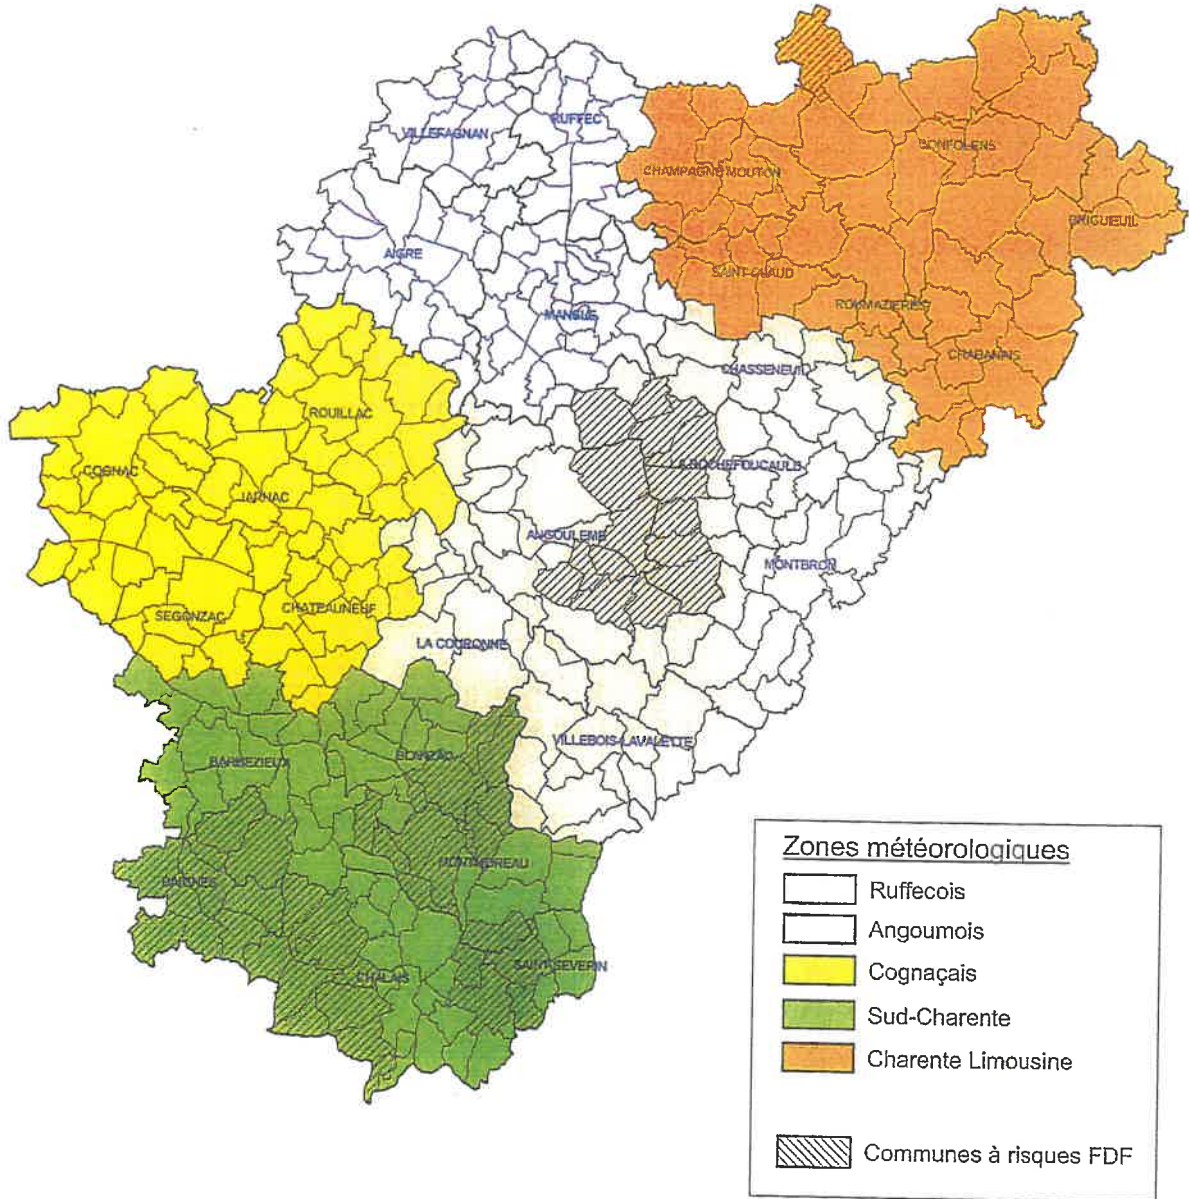 RUFFEC
VILLEFAGNAN
CONFOLENS
CHAMPAGNE MOUTON
BRIGUEUIL
AIGRE
SAINT CLAUD
ROUMAZIERES
MANSLE
CHABANAIS
CHASSENEUIL
ROUILLAC
COGNAC
LA ROCHEFOUCAULD
JARNAC
ANGOULEME
MONTBRON
CHATEAUNEUF
SEGONZAC
LA COURONNE
VILLEBOIS-LAVALETTE
BLANZAC
BARBEZIEUX
MONTMOREAU
BAIGNES
SAINT-SEVERIN
CHALAIS
Zones météorologiques
Ruffecois
Angoumois
Cognaçais
Sud-Charente
Charente Limousine
Communes à risques FDF